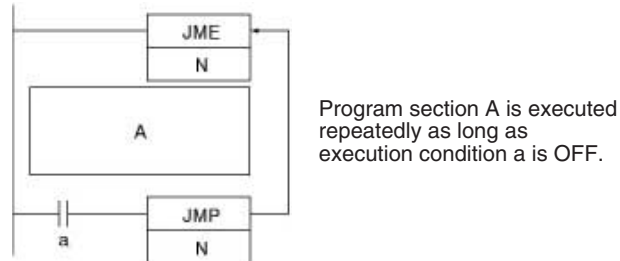 JME
N
A
Program section A is executed
repeatedly as long as
execution condition a is OFF.
a
JMP
N